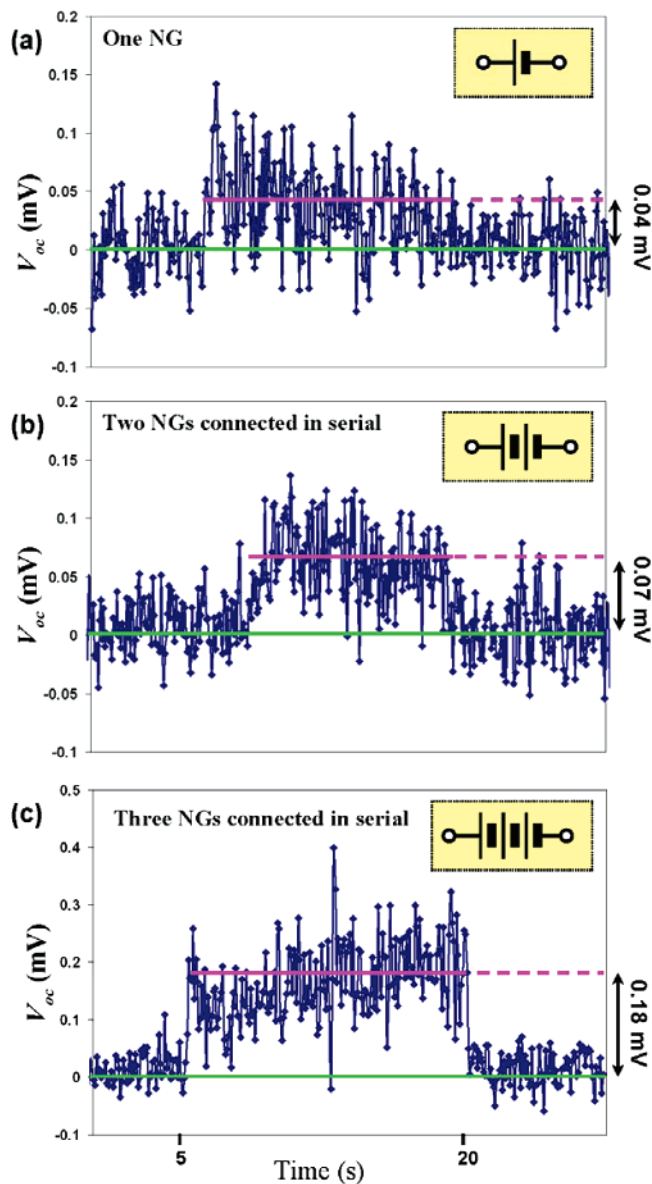 (a)
One NG
0.2
0.15
0.1
0.05
0
-0.05
-0.1
Voc (mV)
0.04 mV
(b)
Two NGs connected in serial
0.2
0.15
0.1
0.05
0
-0.05
-0.1
Voc (mV)
0.07 mV
(c)
Three NGs connected in serial
0.5
0.4
0.3
0.2
0.1
0
-0.1
Voc (mV)
0.18 mV
5
20
Time (s)